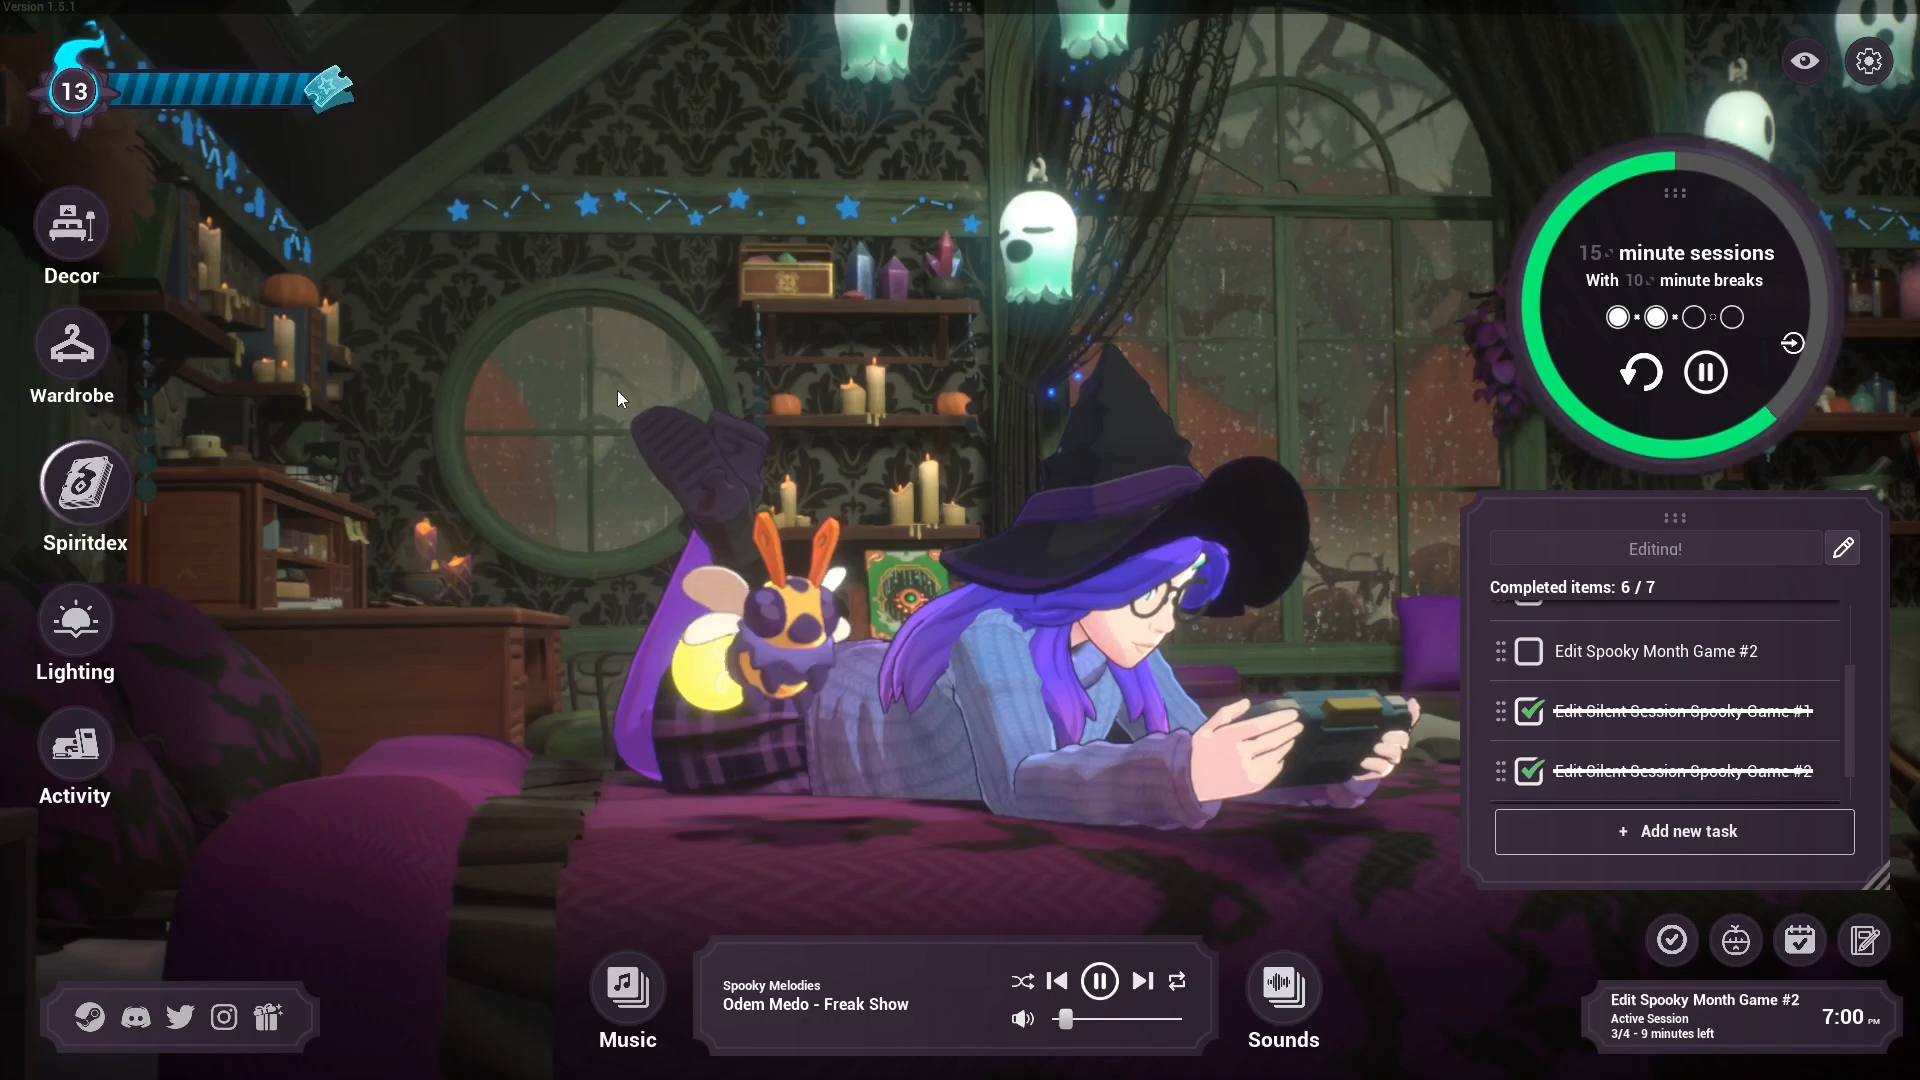 Version 1.5.1
13
Decor
Wardrobe
Spiritdex
Lighting
Activity
15 minute sessions
With 10 minute breaks
Editing!
Completed items: 6 / 7
Edit Spooky Month Game #2
Edit Silent Session Spooky Game #1
Edit Silent Session Spooky Game #2
+ Add new task
Music
Spooky Melodies
Odem Medo - Freak Show
Sounds
Edit Spooky Month Game #2
Active Session
3/4 - 9 minutes left
7:00 PM